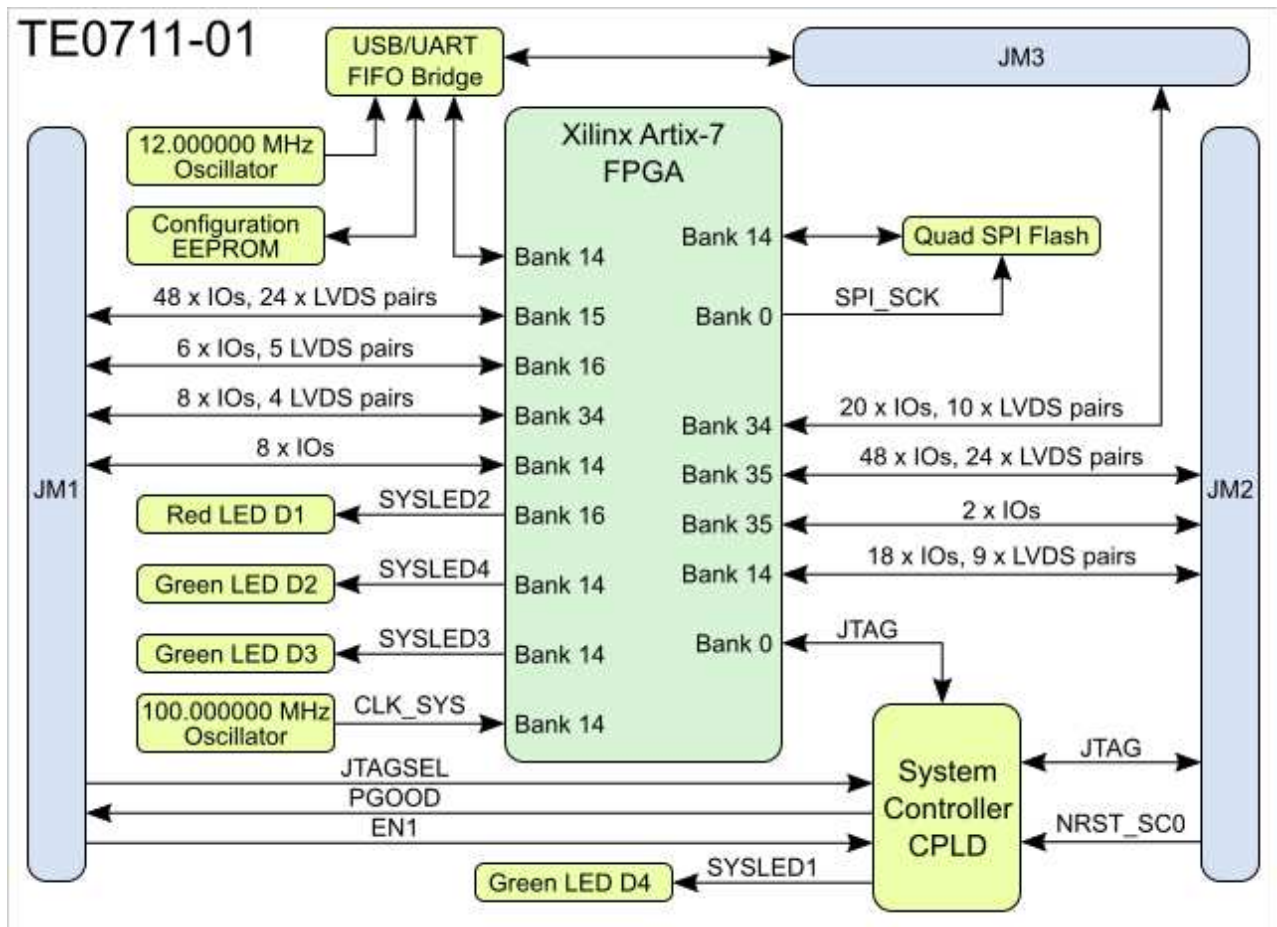 TE0711-01
USB/UART
FIFO Bridge
JM3
12.000000 MHz
Oscillator
Xilinx Artix-7
FPGA
Configuration
EEPROM
Bank 14
Bank 14
Quad SPI Flash
48 x IOs, 24 x LVDS pairs
Bank 15
Bank 0
SPI_SCK
6 x IOs, 5 LVDS pairs
Bank 16
8 x IOs, 4 LVDS pairs
Bank 34
Bank 34
20 x IOs, 10 x LVDS pairs
8 x IOs
Bank 14
Bank 35
48 x IOs, 24 x LVDS pairs
JM1
JM2
Red LED D1
SYSLED2
Bank 16
Bank 35
2 x IOs
Green LED D2
SYSLED4
Bank 14
Bank 14
18 x IOs, 9 x LVDS pairs
Green LED D3
SYSLED3
Bank 14
Bank 0
JTAG
100.000000 MHz
Oscillator
CLK_SYS
Bank 14
JTAGSEL
PGOOD
EN1
System
Controller
CPLD
JTAG
NRST_SC0
Green LED D4
SYSLED1